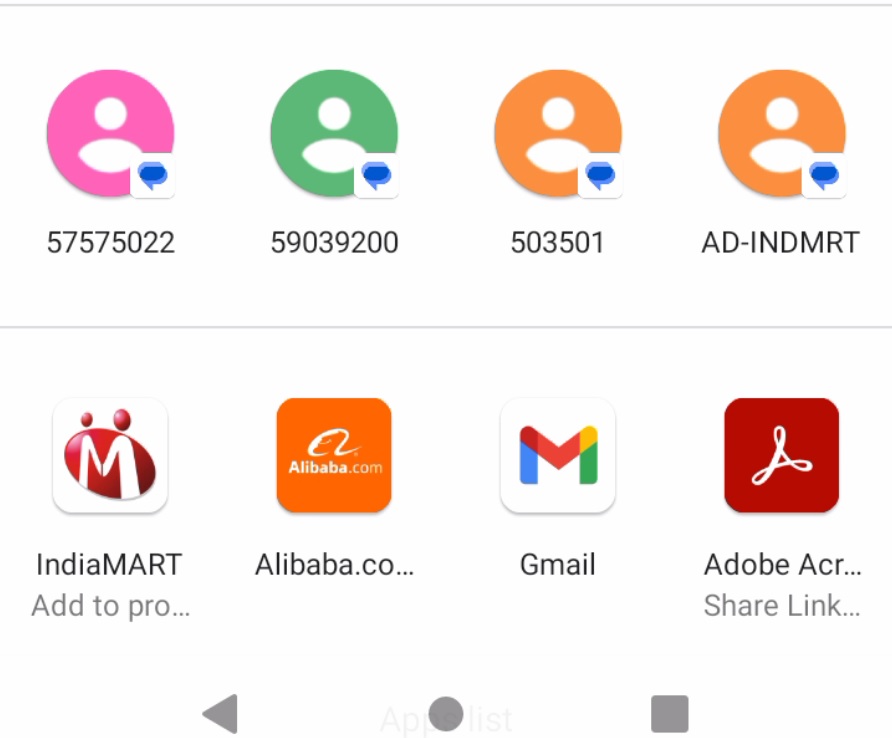 57575022
59039200
503501
AD-INDMRT
Alibaba.com
IndiaMART
Add to pro...
Alibaba.co...
Gmail
Adobe Acr...
Share Link...
Apps list